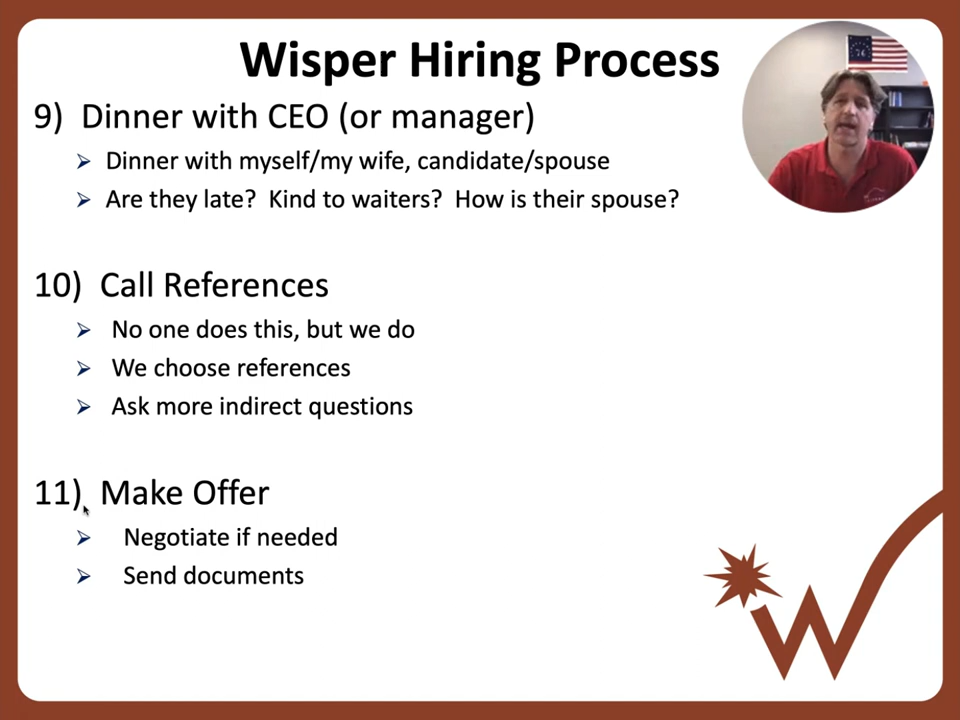 Wisper Hiring Process
9) Dinner with CEO (or manager)
Dinner with myself/my wife, candidate/spouse
Are they late? Kind to waiters? How is their spouse?
10) Call References
No one does this, but we do
We choose references
Ask more indirect questions
11) Make Offer
Negotiate if needed
Send documents